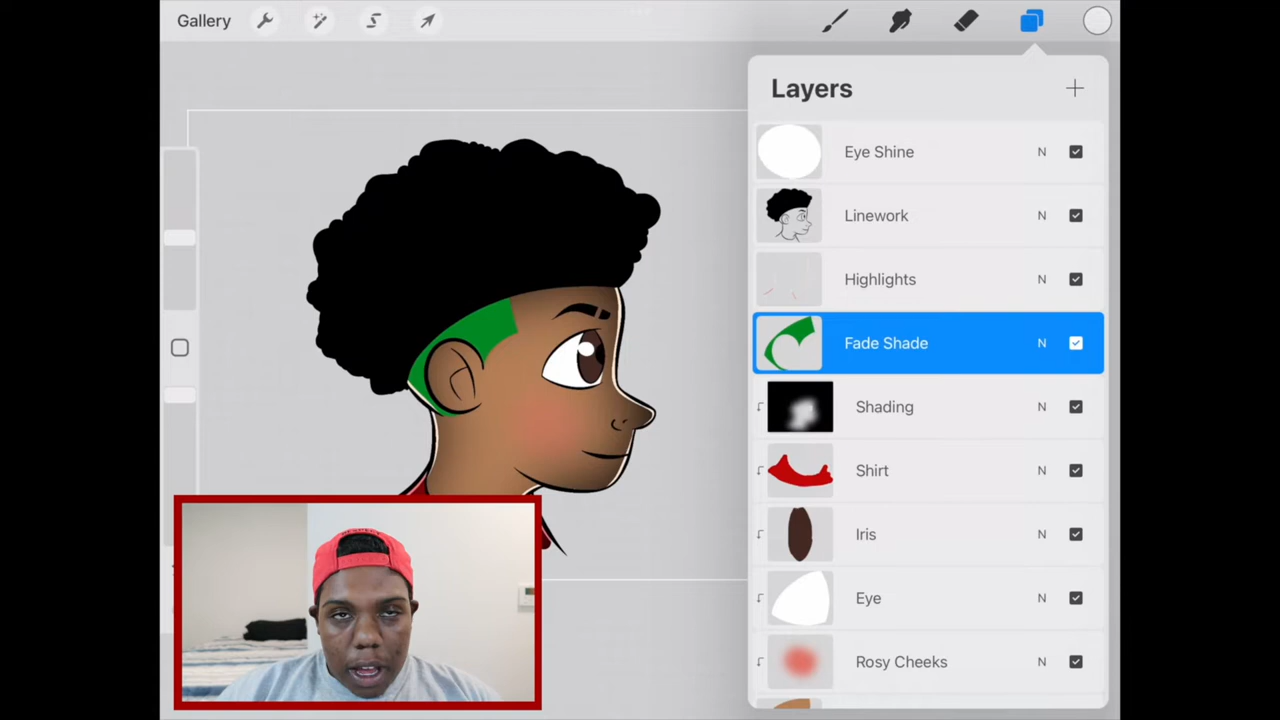 Gallery
Layers
Eye Shine N
Linework N
Highlights N
Fade Shade N
Shading N
Shirt N
Iris N
Eye N
Rosy Cheeks N